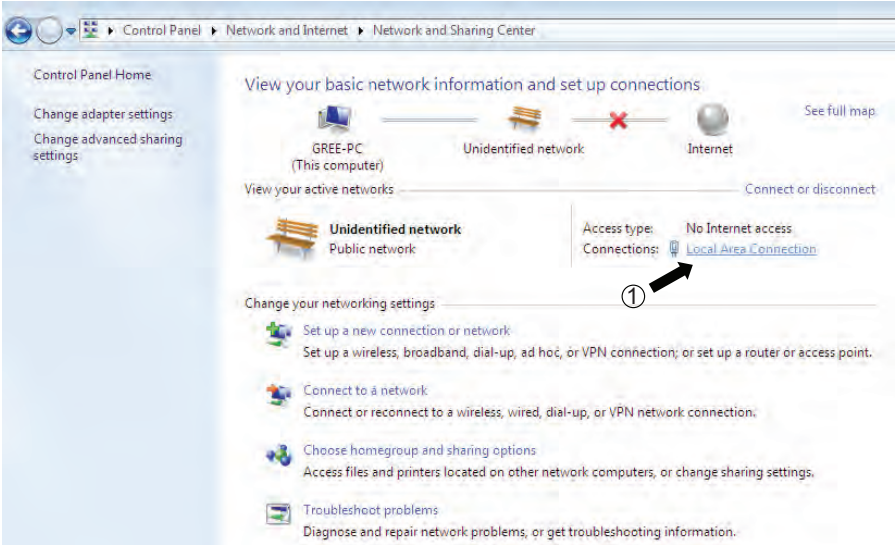 Control Panel ▸ Network and Internet ▸ Network and Sharing Center
Control Panel Home
Change adapter settings
Change advanced sharing
settings
View your basic network information and set up connections
See full map
GREE-PC
(This computer)
Unidentified network
Internet
View your active networks
Connect or disconnect
Unidentified network
Public network
Access type: No Internet access
Connections: Local Area Connection
①
Change your networking settings
Set up a new connection or network
Set up a wireless, broadband, dial-up, ad hoc, or VPN connection; or set up a router or access point.
Connect to a network
Connect or reconnect to a wireless, wired, dial-up, or VPN network connection.
Choose homegroup and sharing options
Access files and printers located on other network computers, or change sharing settings.
Troubleshoot problems
Diagnose and repair network problems, or get troubleshooting information.